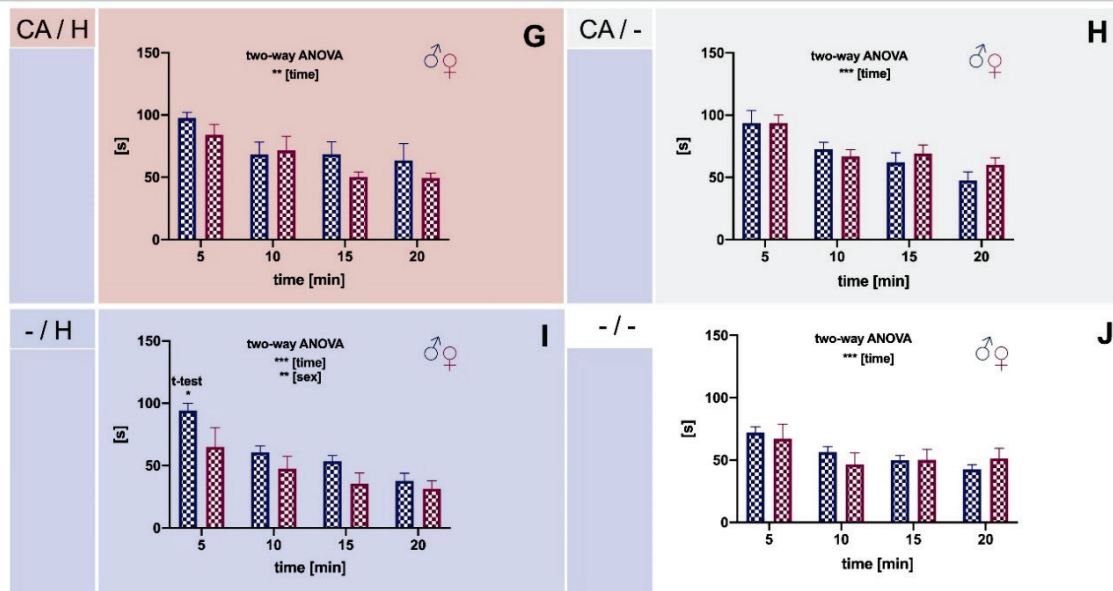 CA / H
G
two-way ANOVA
** [time]
♂♀
150
100
50
0
[s]
5 10 15 20
time [min]
CA / -
H
two-way ANOVA
*** [time]
♂♀
150
100
50
0
[s]
5 10 15 20
time [min]
- / H
I
two-way ANOVA
*** [time]
** [sex]
t-test
*
♂♀
150
100
50
0
[s]
5 10 15 20
time [min]
- / -
J
two-way ANOVA
*** [time]
♂♀
150
100
50
0
[s]
5 10 15 20
time [min]